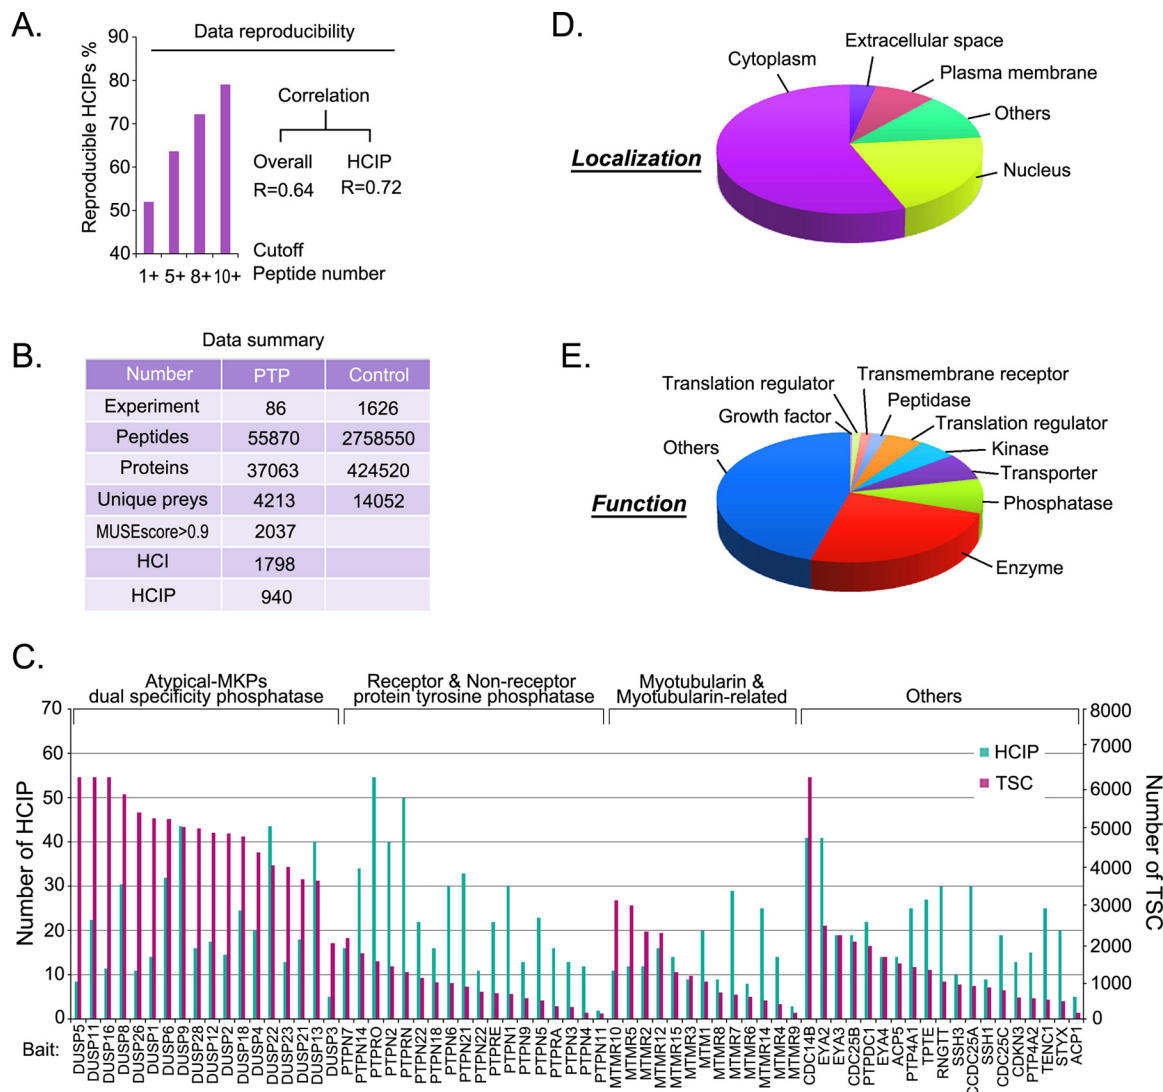 A.
Data reproducibility
Reproducible HCIPs %
90
80
70
60
50
40
1+ 5+ 8+ 10+
Correlation
Overall HCIP
R=0.64 R=0.72
Cutoff
Peptide number
B.
Data summary
Number PTP Control
Experiment 86 1626
Peptides 55870 2758550
Proteins 37063 424520
Unique preys 4213 14052
MUSEscore>0.9 2037
HCI 1798
HCIP 940
D.
Localization
Cytoplasm
Extracellular space
Plasma membrane
Others
Nucleus
E.
Function
Translation regulator
Growth factor
Others
Transmembrane receptor
Peptidase
Translation regulator
Kinase
Transporter
Phosphatase
Enzyme
C.
Atypical-MKPs
dual specificity phosphatase
Receptor & Non-receptor
protein tyrosine phosphatase
Myotubularin &
Myotubularin-related
Others
Number of HCIP
70
60
50
40
30
20
10
0
HCIP
TSC
Number of TSC
8000
7000
6000
5000
4000
3000
2000
1000
0
Bait:
DUSP5
DUSP11
DUSP16
DUSP8
DUSP26
DUSP1
DUSP6
DUSP9
DUSP28
DUSP12
DUSP2
DUSP18
DUSP4
DUSP22
DUSP23
DUSP21
DUSP13
DUSP3
PTPN7
PTPN14
PTPRO
PTPN2
PTPRN
PTPN22
PTPN18
PTPN6
PTPN21
PTPN22
PTPRE
PTPN1
PTPN9
PTPN5
PTPRA
PTPN3
PTPN4
PTPN11
MTMR10
MTMR5
MTMR2
MTMR12
MTMR15
MTMR3
MTM1
MTMR8
MTMR7
MTMR6
MTMR14
MTMR4
MTMR9
CDC14B
EYA2
EYA3
CDC25B
PTPDC1
EYA4
ACP5
PTP4A1
TPTE
RNGTT
SSH3
CCDC25A
SSH1
CDC25C
CDKN3
PTP4A2
TENC1
STYX
ACP1